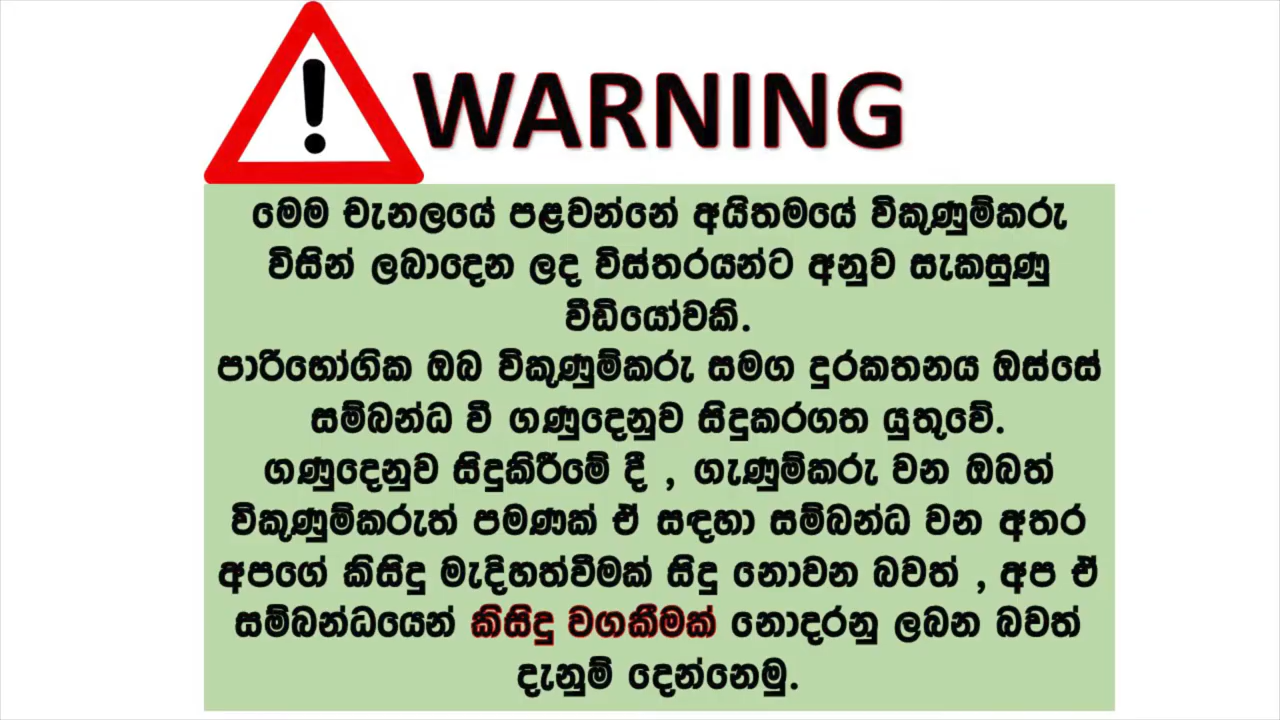 WARNING
මෙම චැනලයේ පළවන්නේ අයිතමයේ විකුණුම්කරු
විසින් ලබාදෙන ලද විස්තරයන්ට අනුව සැකසුණු
වීඩියෝවකි.
පාරිභෝගික ඔබ විකුණුම්කරු සමග දුරකතනය ඔස්සේ
සම්බන්ධ වී ගණුදෙනුව සිදුකරගත යුතුවේ.
ගණුදෙනුව සිදුකිරීමේ දී , ගැණුම්කරු වන ඔබත්
විකුණුම්කරුත් පමණක් ඒ සඳහා සම්බන්ධ වන අතර
අපගේ කිසිදු මැදිහත්වීමක් සිදු නොවන බවත් , අප ඒ
සම්බන්ධයෙන් කිසිදු වගකීමක් නොදරනු ලබන බවත්
දැනුම් දෙන්නෙමු.